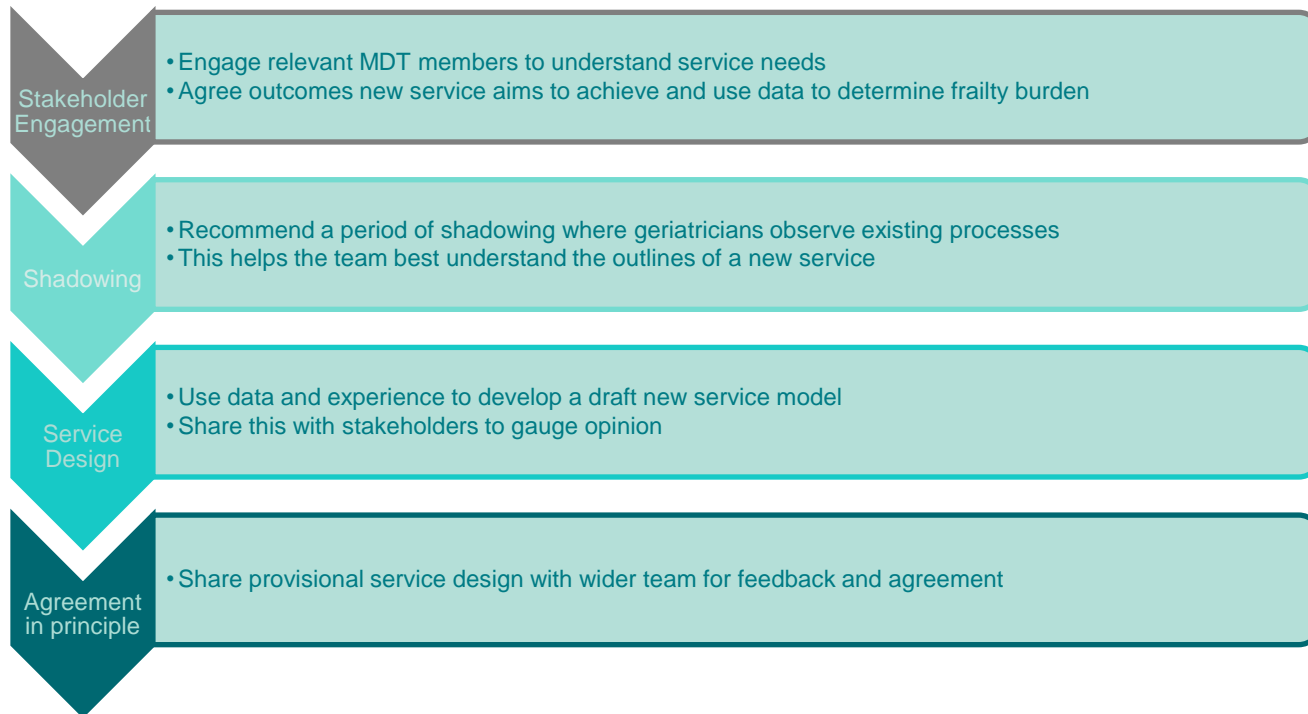 Stakeholder
Engagement
• Engage relevant MDT members to understand service needs
• Agree outcomes new service aims to achieve and use data to determine frailty burden
Shadowing
• Recommend a period of shadowing where geriatricians observe existing processes
• This helps the team best understand the outlines of a new service
Service
Design
• Use data and experience to develop a draft new service model
• Share this with stakeholders to gauge opinion
Agreement
in principle
• Share provisional service design with wider team for feedback and agreement